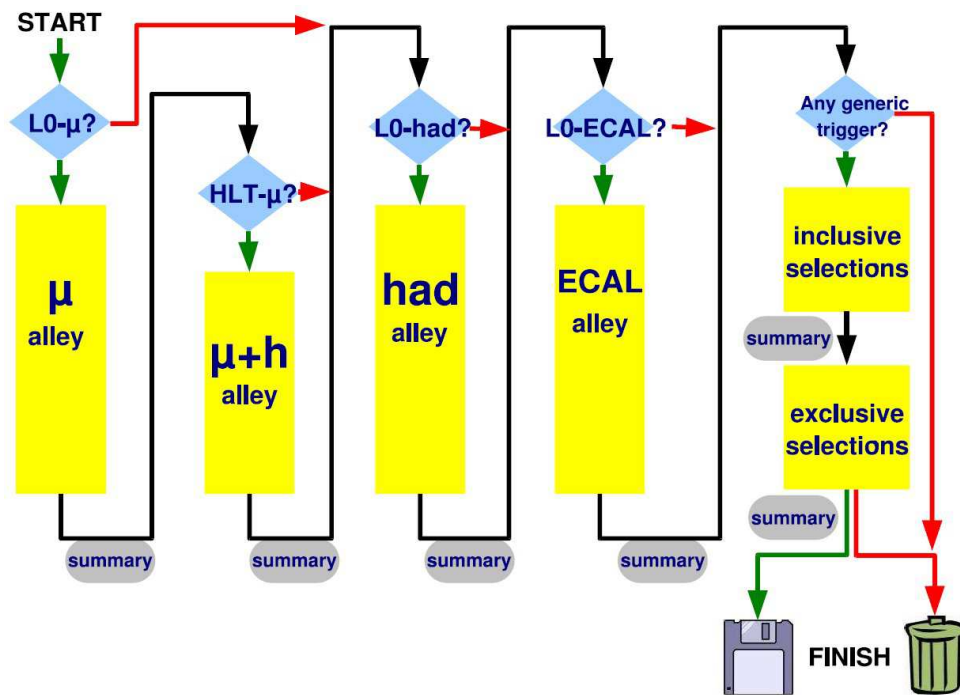 START
L0-μ?
μ
alley
summary
HLT-μ?
μ+h
alley
summary
L0-had?
had
alley
summary
L0-ECAL?
ECAL
alley
summary
Any generic
trigger?
inclusive
selections
summary
exclusive
selections
summary
FINISH